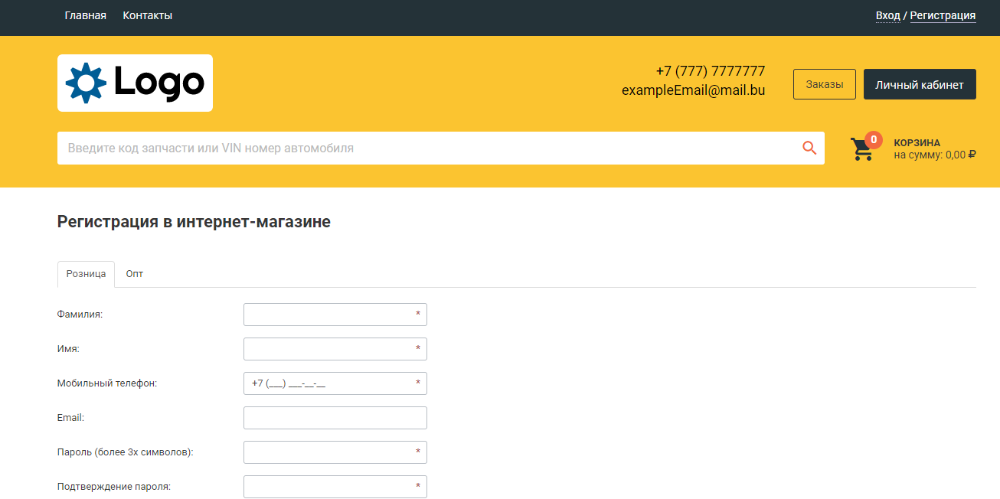 Главная Контакты Вход / Регистрация
Logo
+7 (777) 7777777
exampleEmail@mail.bu
Заказы Личный кабинет
Введите код запчасти или VIN номер автомобиля
0
КОРЗИНА
на сумму: 0,00 ₽
Регистрация в интернет-магазине
Розница Опт
Фамилия: *
Имя: *
Мобильный телефон: +7 (___) ___-__-__ *
Email:
Пароль (более 3х символов): *
Подтверждение пароля: *